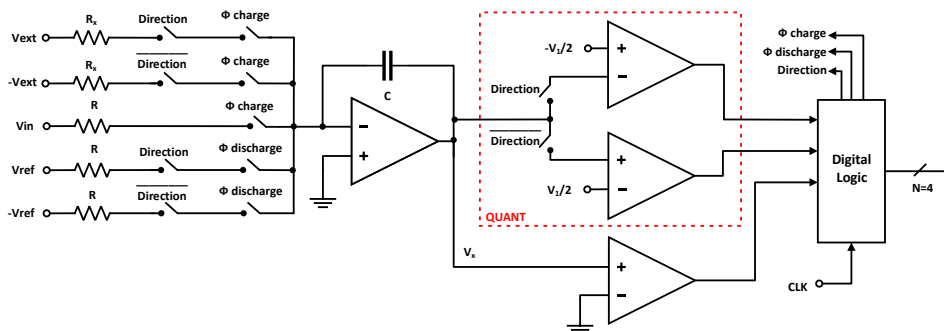 Vext
Rₓ
Direction
Φ charge
-Vext
Rₓ
Direction
Φ charge
Vin
R
Φ charge
Vref
R
Direction
Φ discharge
-Vref
R
Direction
Φ discharge
C
-
+
Vₓ
-V₁/2
+
-
Direction
Direction
+
V₁/2
-
QUANT
+
-
Φ charge
Φ discharge
Direction
Digital
Logic
N=4
CLK